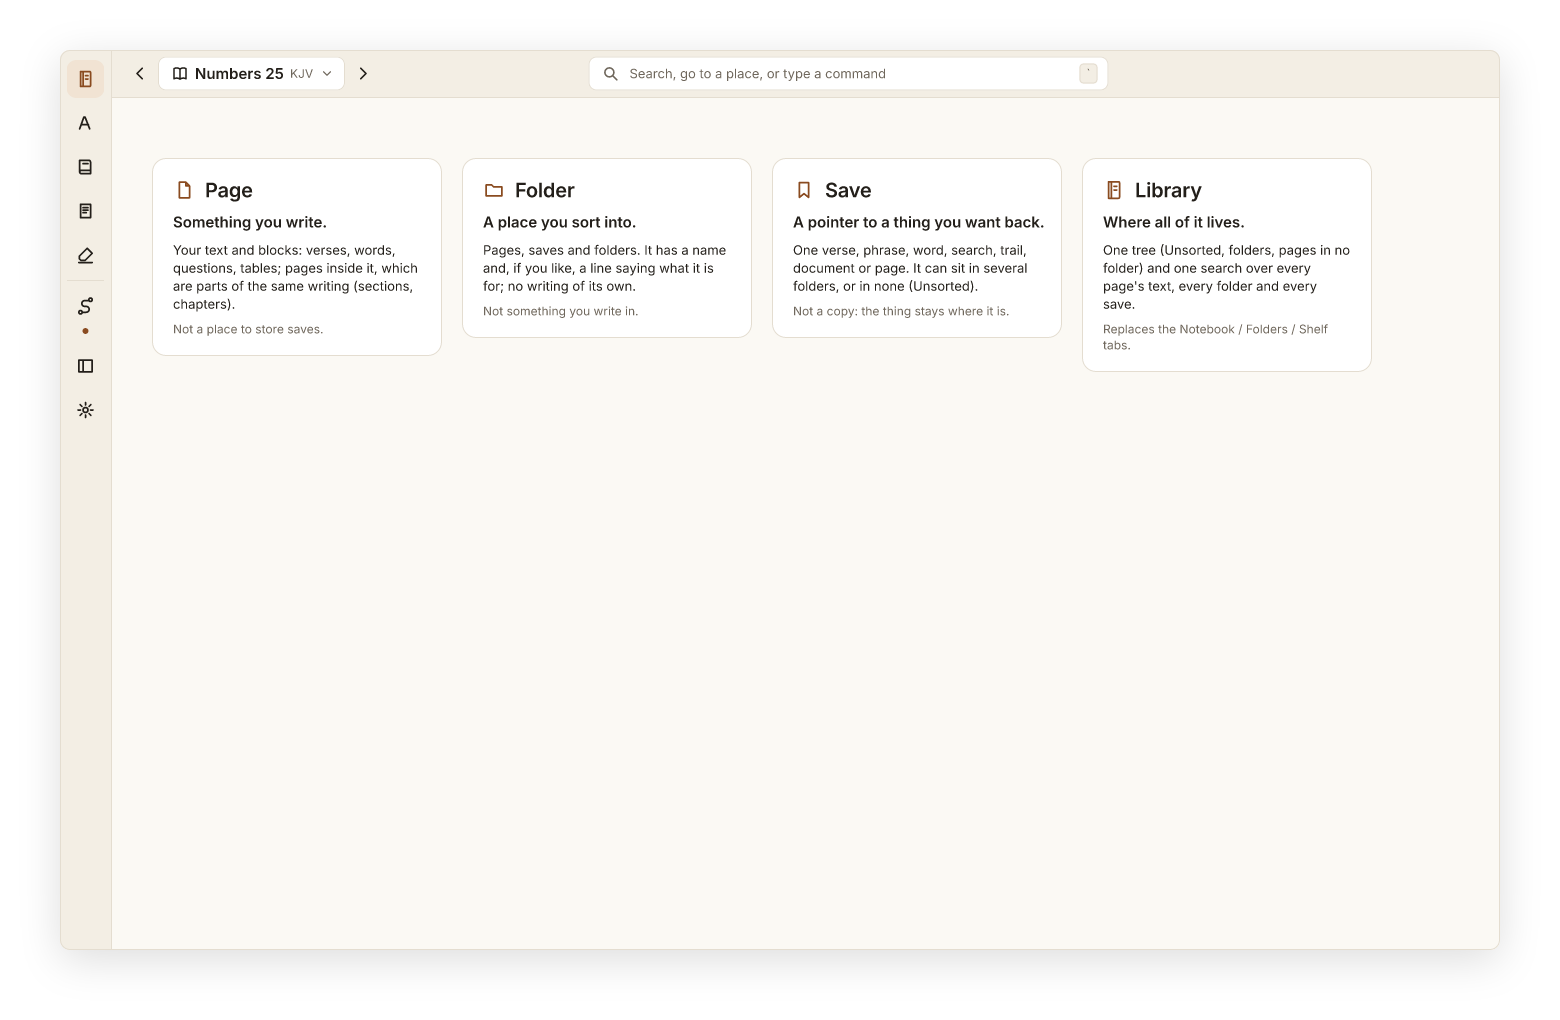 Numbers 25 KJV
Search, go to a place, or type a command
Page
Something you write.
Your text and blocks: verses, words,
questions, tables; pages inside it, which
are parts of the same writing (sections,
chapters).
Not a place to store saves.
Folder
A place you sort into.
Pages, saves and folders. It has a name
and, if you like, a line saying what it is
for; no writing of its own.
Not something you write in.
Save
A pointer to a thing you want back.
One verse, phrase, word, search, trail,
document or page. It can sit in several
folders, or in none (Unsorted).
Not a copy: the thing stays where it is.
Library
Where all of it lives.
One tree (Unsorted, folders, pages in no
folder) and one search over every
page's text, every folder and every
save.
Replaces the Notebook / Folders / Shelf
tabs.